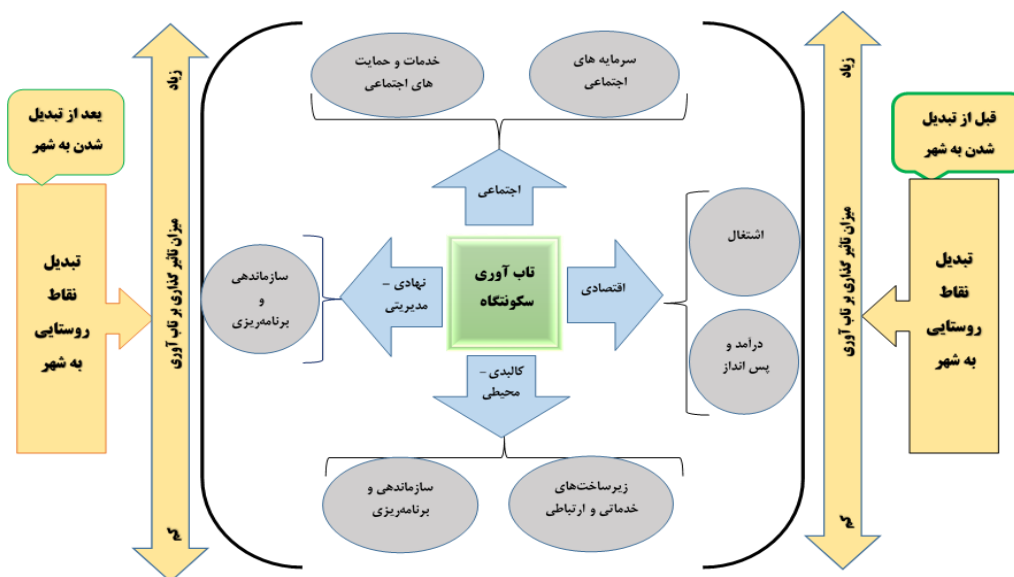 قبل از تبدیل
شدن به شهر
تبدیل
نقاط
روستایی
به شهر
زیاد
میزان تاثیر گذاری بر تاب آوری
کم
سرمایه های
اجتماعی
خدمات و حمایت
های اجتماعی
اجتماعی
اشتغال
درآمد و
پس انداز
اقتصادی
تاب آوری
سکونتگاه
نهادی –
مدیریتی
سازماندهی
و
برنامه‌ریزی
کالبدی –
محیطی
زیرساخت‌های
خدماتی و ارتباطی
سازماندهی و
برنامه‌ریزی
زیاد
میزان تاثیر گذاری بر تاب آوری
کم
یعد از تبدیل
شدن به شهر
تبدیل
نقاط
روستایی
به شهر